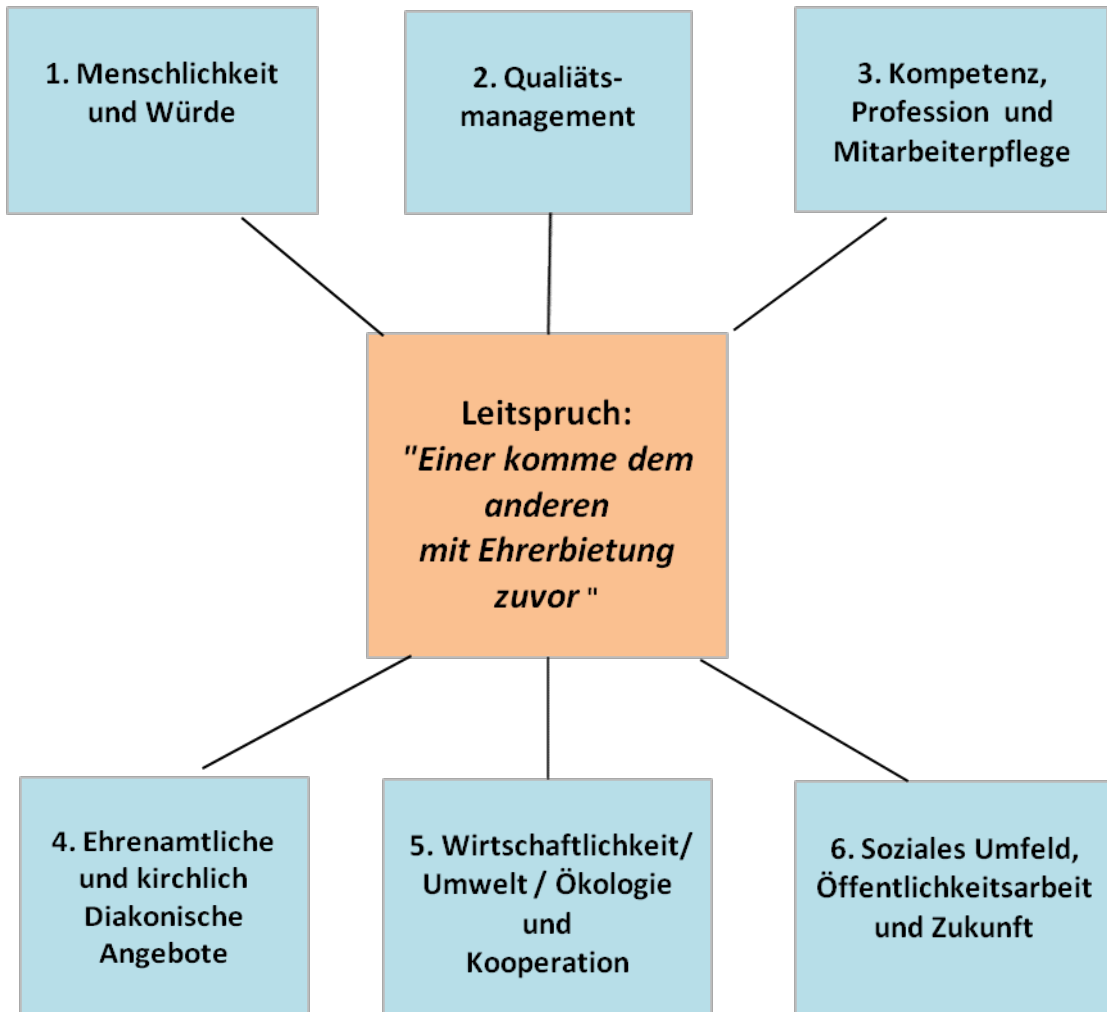 1. Menschlichkeit
und Würde
2. Qualiäts-
management
3. Kompetenz,
Profession und
Mitarbeiterpflege
Leitspruch:
"Einer komme dem
anderen
mit Ehrerbietung
zuvor "
4. Ehrenamtliche
und kirchlich
Diakonische
Angebote
5. Wirtschaftlichkeit/
Umwelt / Ökologie
und
Kooperation
6. Soziales Umfeld,
Öffentlichkeitsarbeit
und Zukunft